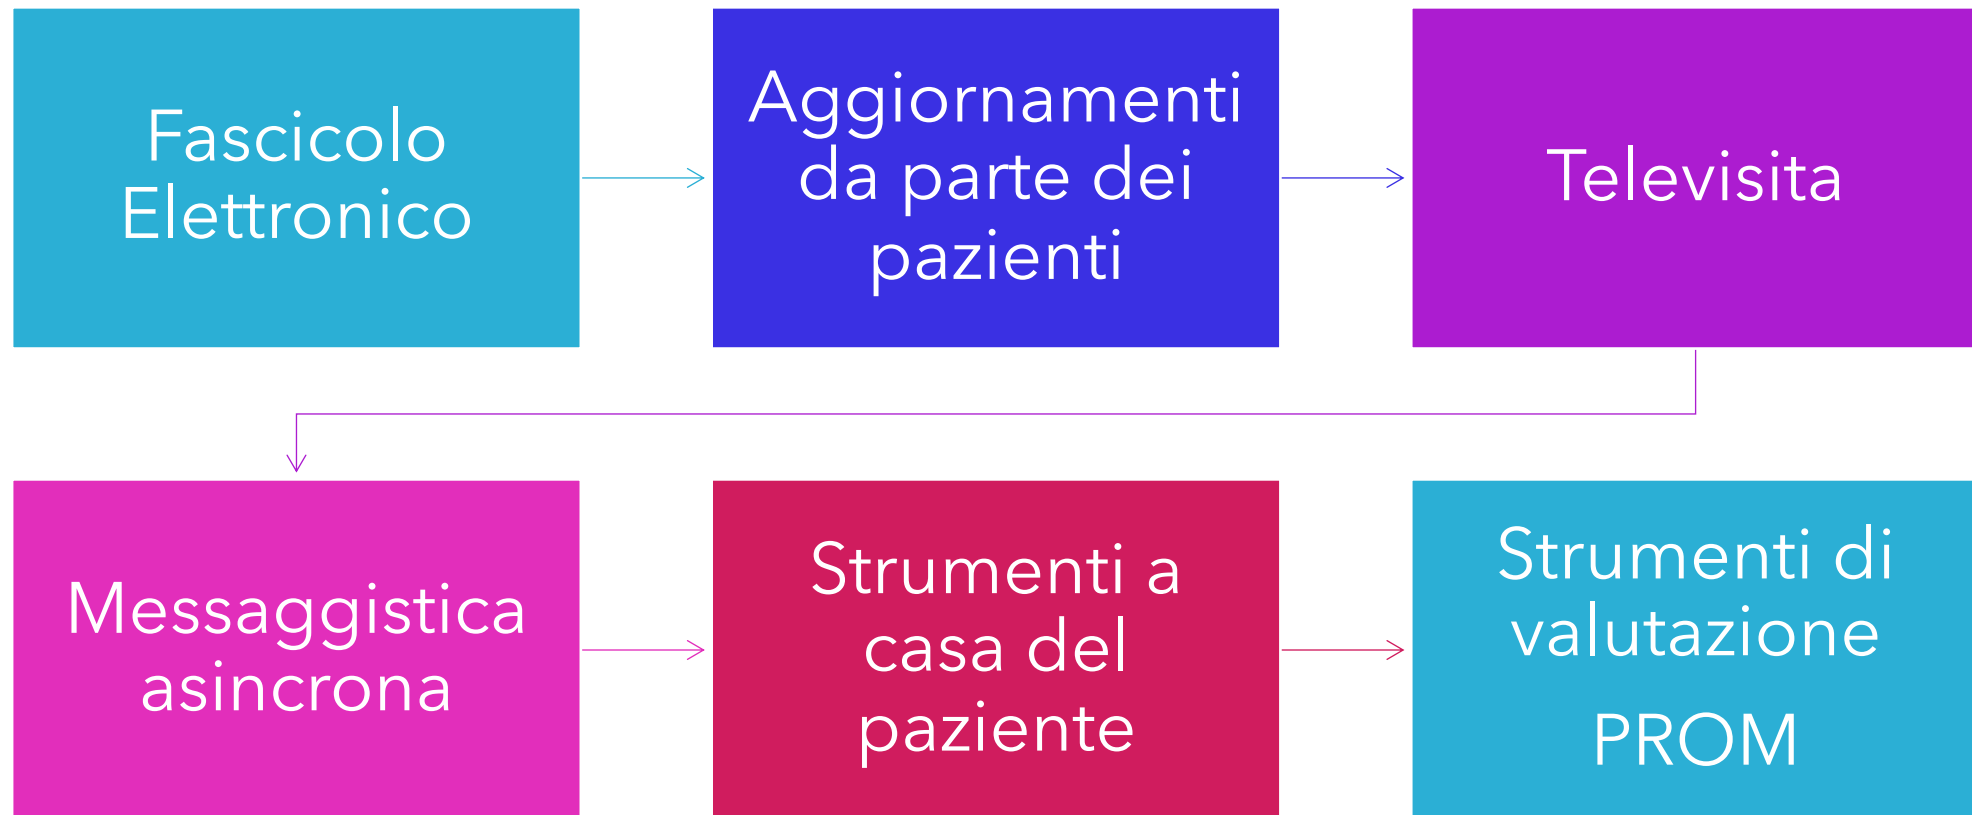 Fascicolo
Elettronico
Aggiornamenti
da parte dei
pazienti
Televisita
Messaggistica
asincrona
Strumenti a
casa del
paziente
Strumenti di
valutazione
PROM